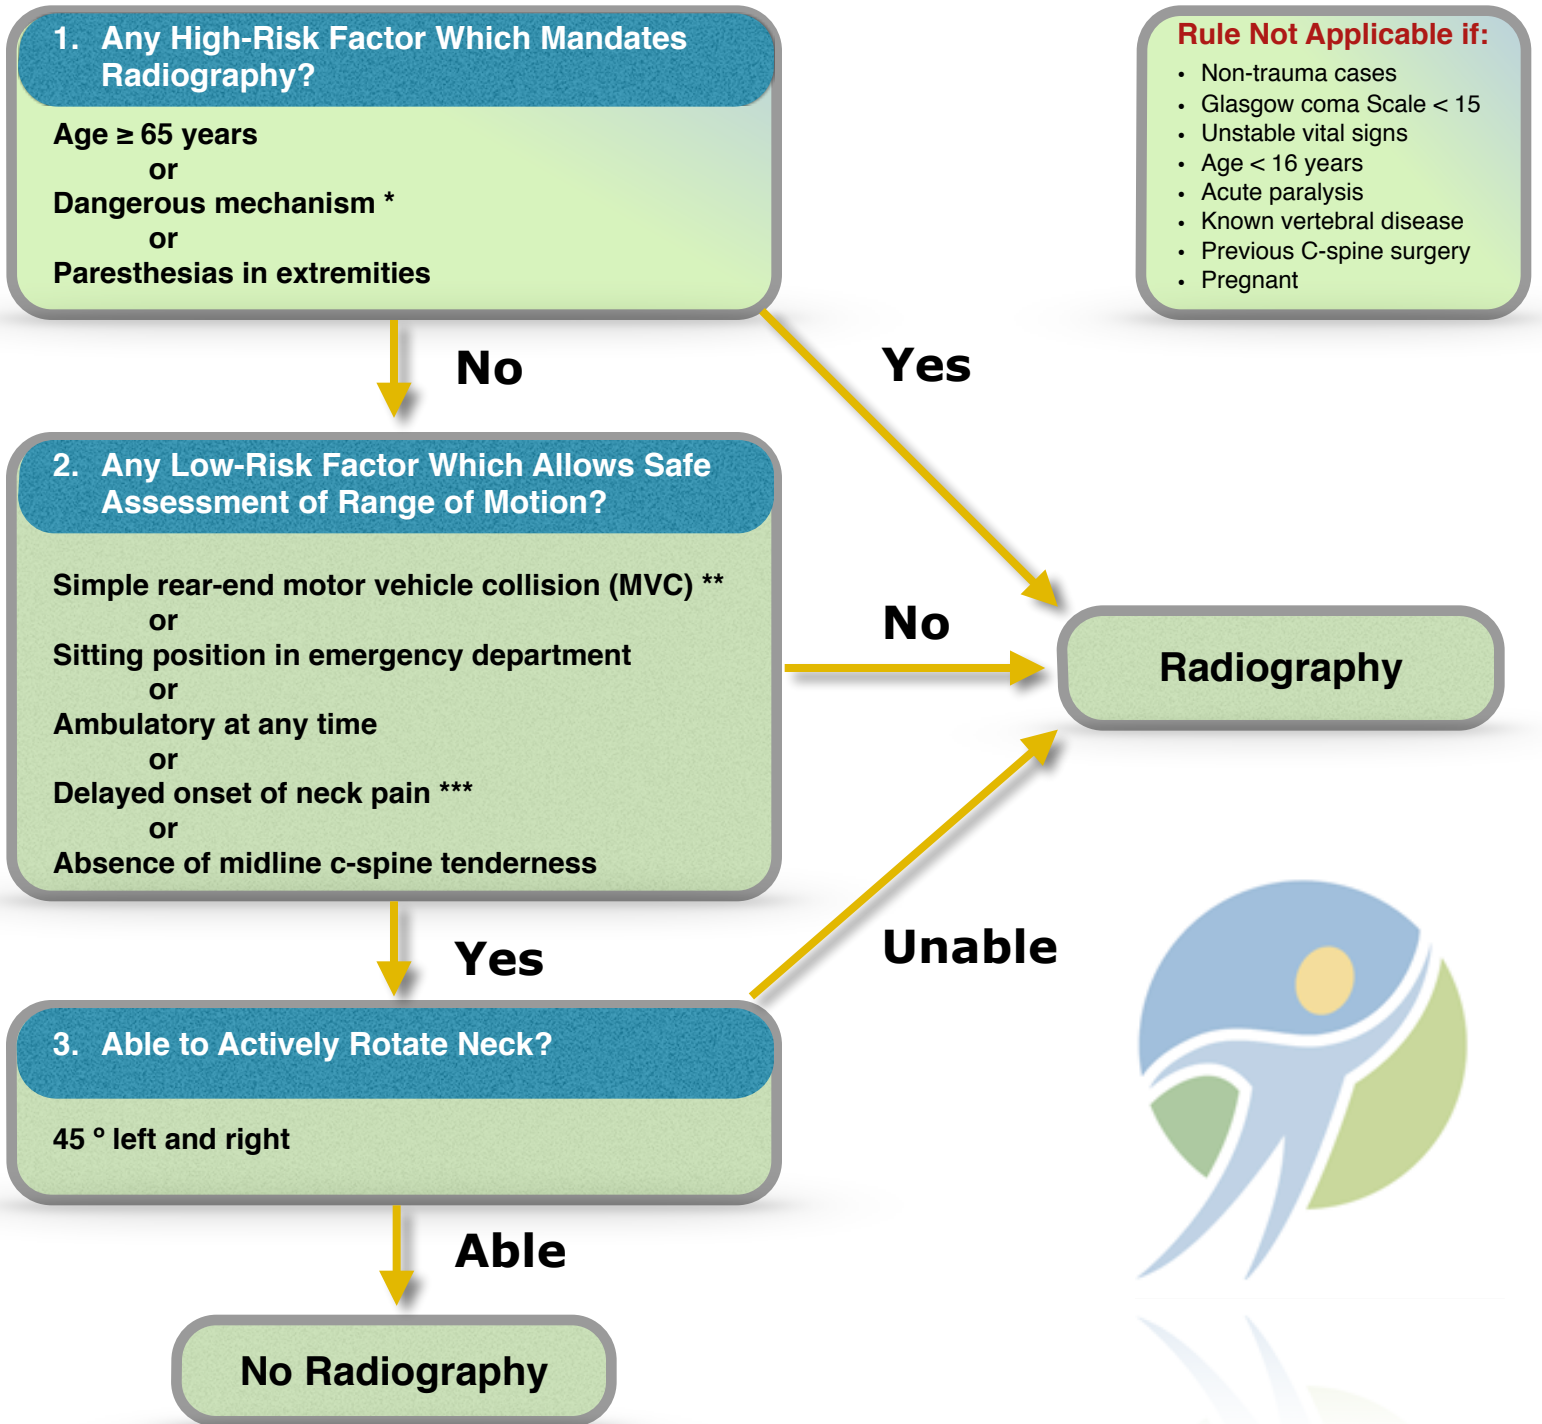 1. Any High-Risk Factor Which Mandates
Radiography?
Age ≥ 65 years
or
Dangerous mechanism *
or
Paresthesias in extremities
Rule Not Applicable if:
• Non-trauma cases
• Glasgow coma Scale < 15
• Unstable vital signs
• Age < 16 years
• Acute paralysis
• Known vertebral disease
• Previous C-spine surgery
• Pregnant
No
Yes
2. Any Low-Risk Factor Which Allows Safe
Assessment of Range of Motion?
Simple rear-end motor vehicle collision (MVC) **
or
Sitting position in emergency department
or
Ambulatory at any time
or
Delayed onset of neck pain ***
or
Absence of midline c-spine tenderness
No
Radiography
Yes
Unable
3. Able to Actively Rotate Neck?
45 º left and right
Able
No Radiography